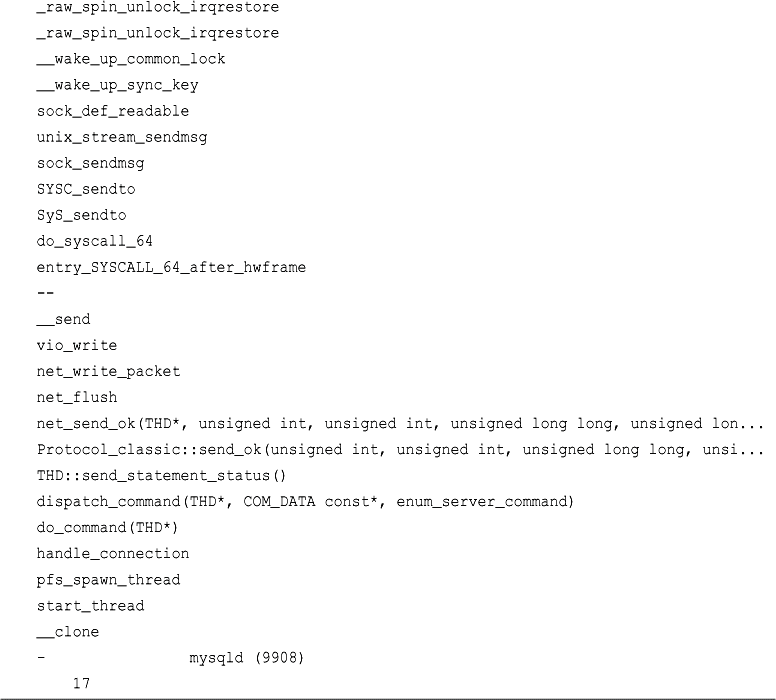 _raw_spin_unlock_irqrestore
_raw_spin_unlock_irqrestore
__wake_up_common_lock
__wake_up_sync_key
sock_def_readable
unix_stream_sendmsg
sock_sendmsg
SYSC_sendto
SyS_sendto
do_syscall_64
entry_SYSCALL_64_after_hwframe
--
__send
vio_write
net_write_packet
net_flush
net_send_ok(THD*, unsigned int, unsigned int, unsigned long long, unsigned lon...
Protocol_classic::send_ok(unsigned int, unsigned int, unsigned long long, unsi...
THD::send_statement_status()
dispatch_command(THD*, COM_DATA const*, enum_server_command)
do_command(THD*)
handle_connection
pfs_spawn_thread
start_thread
__clone
- mysqld (9908)
17